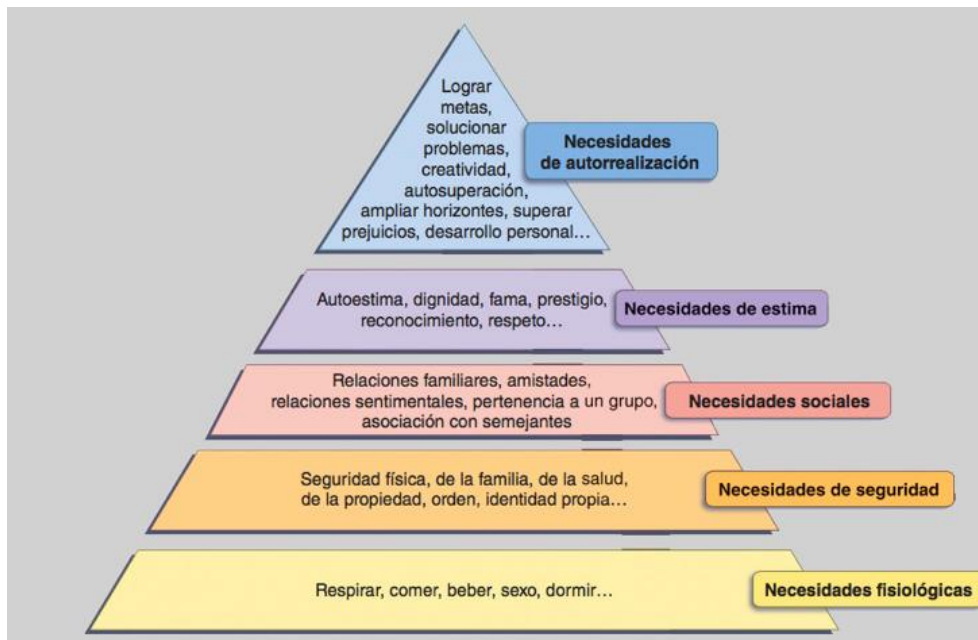 Lograr
metas,
solucionar
problemas,
creatividad,
autosuperación,
ampliar horizontes, superar
prejuicios, desarrollo personal...
Necesidades
de autorrealización
Autoestima, dignidad, fama, prestigio,
reconocimiento, respeto...
Necesidades de estima
Relaciones familiares, amistades,
relaciones sentimentales, pertenencia a un grupo,
asociación con semejantes
Necesidades sociales
Seguridad física, de la familia, de la salud,
de la propiedad, orden, identidad propia...
Necesidades de seguridad
Respirar, comer, beber, sexo, dormir...
Necesidades fisiológicas